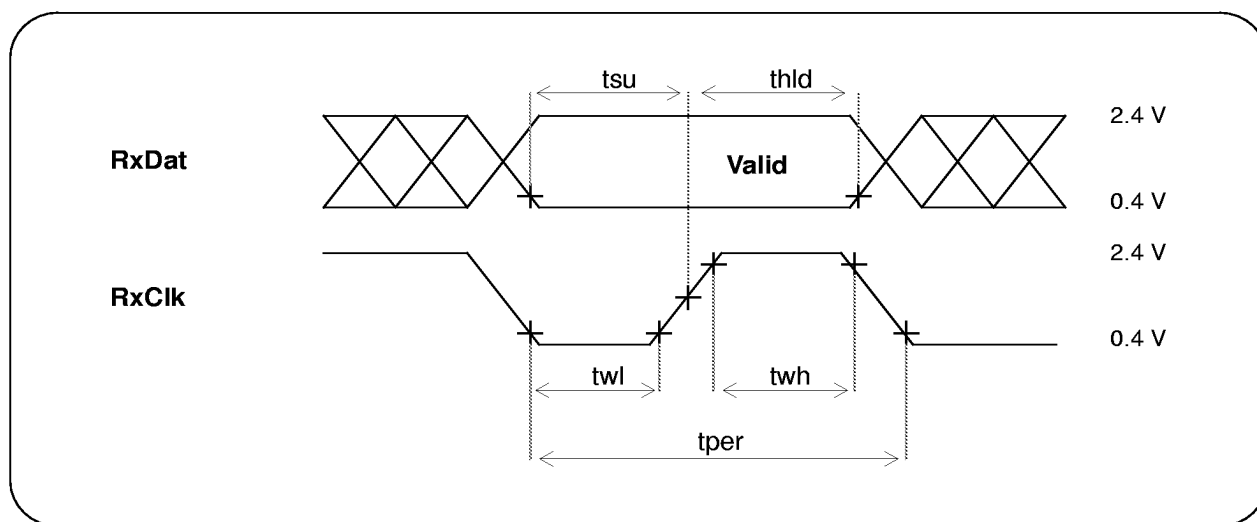 tsu thld
2.4 V
RxDat
Valid
0.4 V
2.4 V
RxClk
0.4 V
twl twh
tper